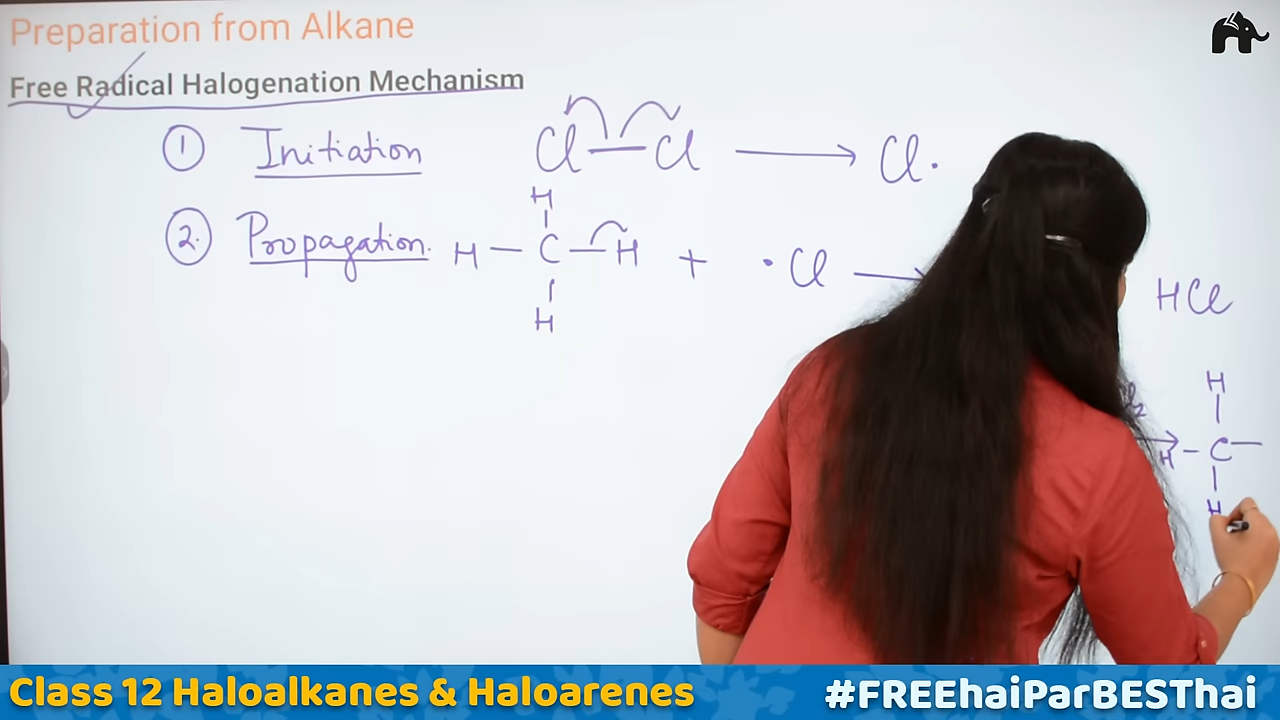 Preparation from Alkane
Free Radical Halogenation Mechanism
① Initiation Cl — Cl ⟶ Cl·
② Propagation. H — C — H + ·Cl ⟶ HCl
H
H
H
H – C —
H
Class 12 Haloalkanes & Haloarenes #FREEhaiParBESThai